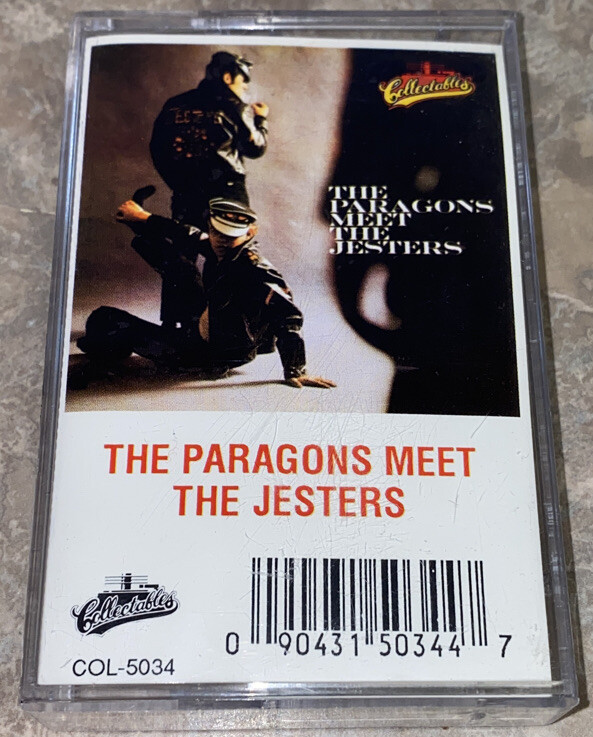 Collectables
THE
PARAGONS
MEET
THE
JESTERS
THE PARAGONS MEET
THE JESTERS
Collectables
COL-5034
0 90431 50344 7